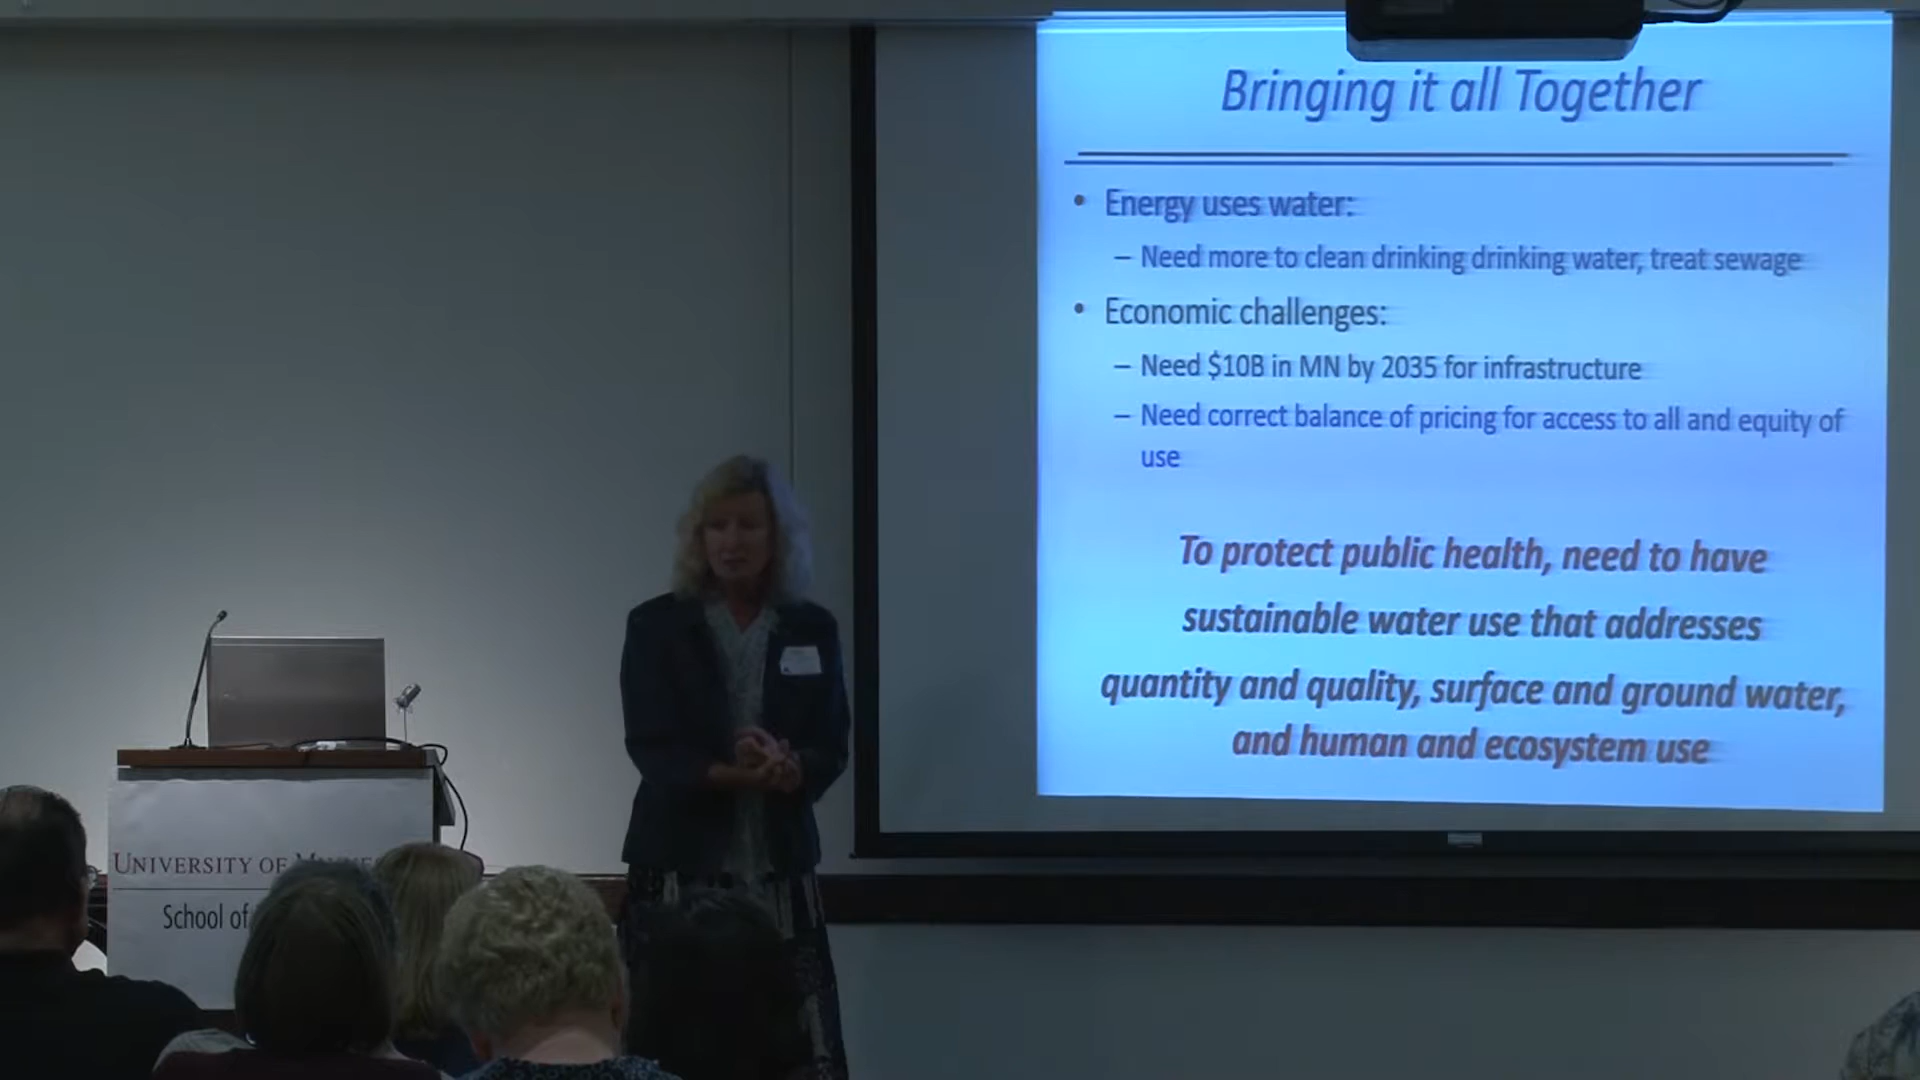 Bringing it all Together
• Energy uses water:
– Need more to clean drinking drinking water, treat sewage
• Economic challenges:
– Need $10B in MN by 2035 for infrastructure
– Need correct balance of pricing for access to all and equity of
use
To protect public health, need to have
sustainable water use that addresses
quantity and quality, surface and ground water,
and human and ecosystem use
UNIVERSITY OF
School of